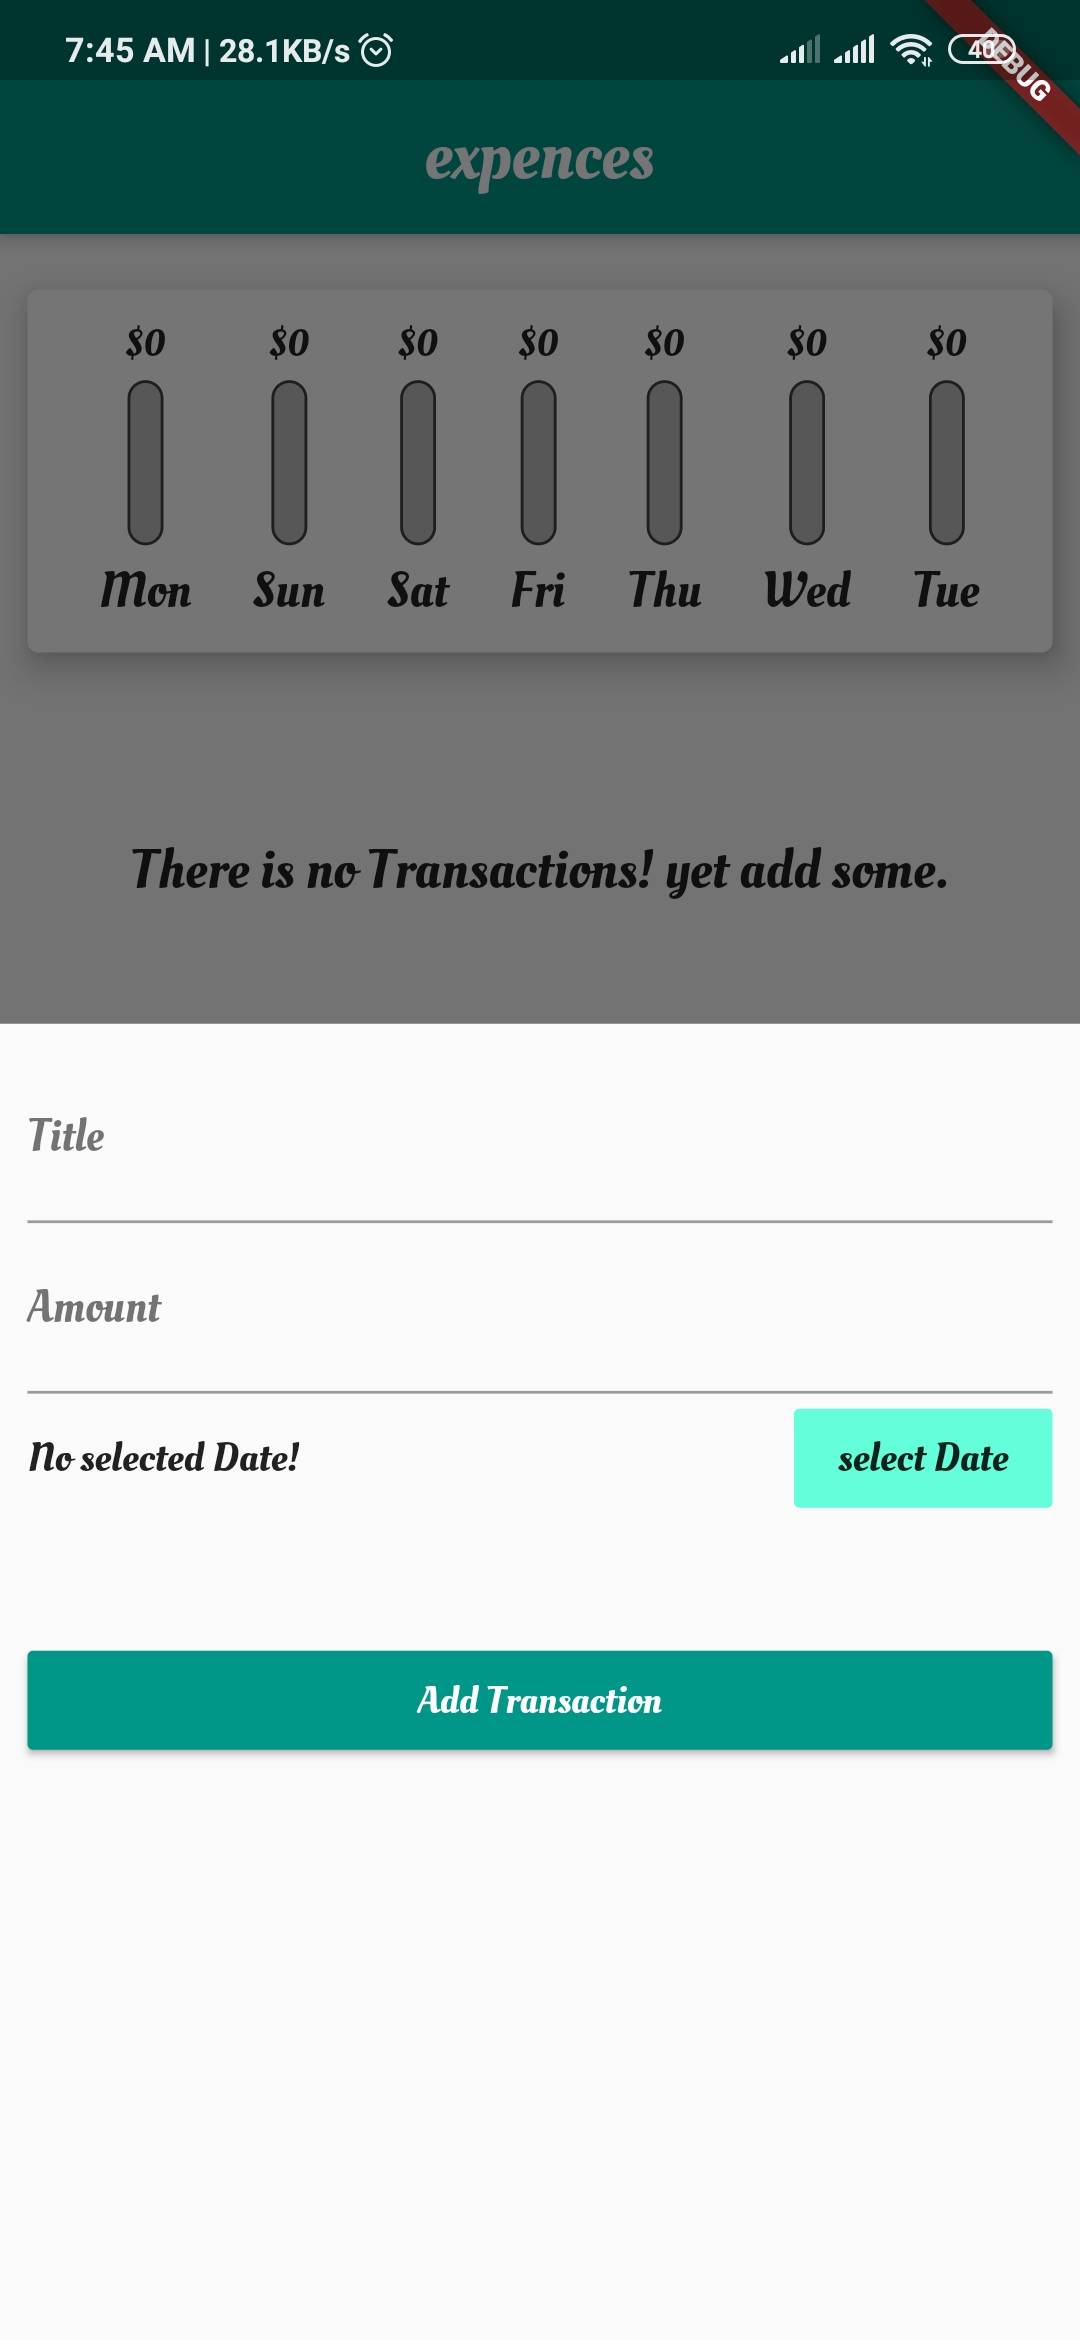 7:45 AM | 28.1KB/s 40
DEBUG
expences
$0 $0 $0 $0 $0 $0 $0
Mon Sun Sat Fri Thu Wed Tue
There is no Transactions! yet add some.
Title
Amount
No selected Date! select Date
Add Transaction